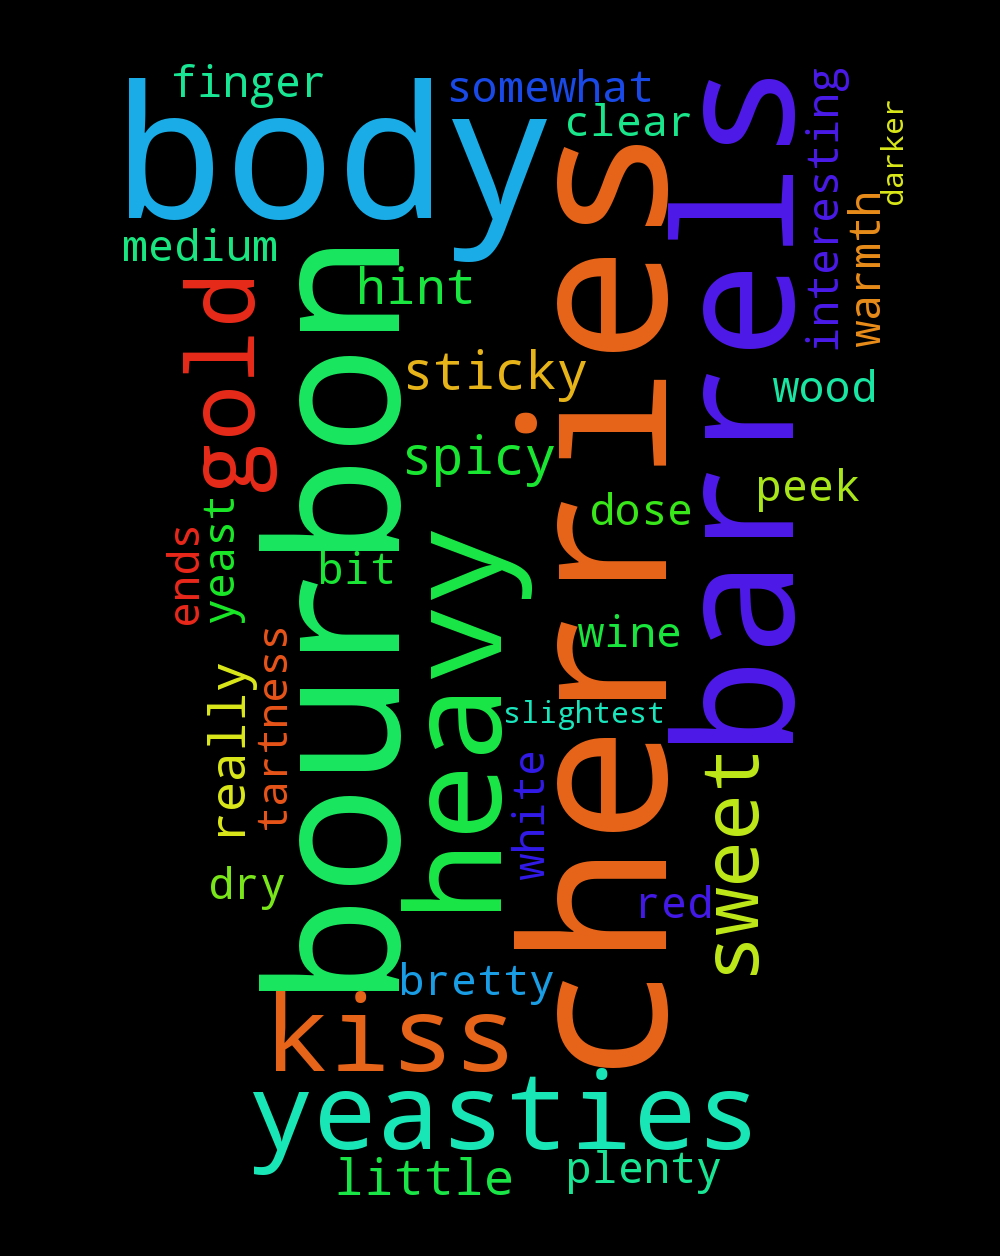 finger
somewhat
body
clear
medium
hint
gold
bourbon
sticky
spicy
cherries
barrels
interesting
darker
warmth
wood
peek
dose
ends
yeast
bit
heavy
wine
really
tartness
slightest
white
sweet
dry
red
bretty
kiss
yeasties
little
plenty